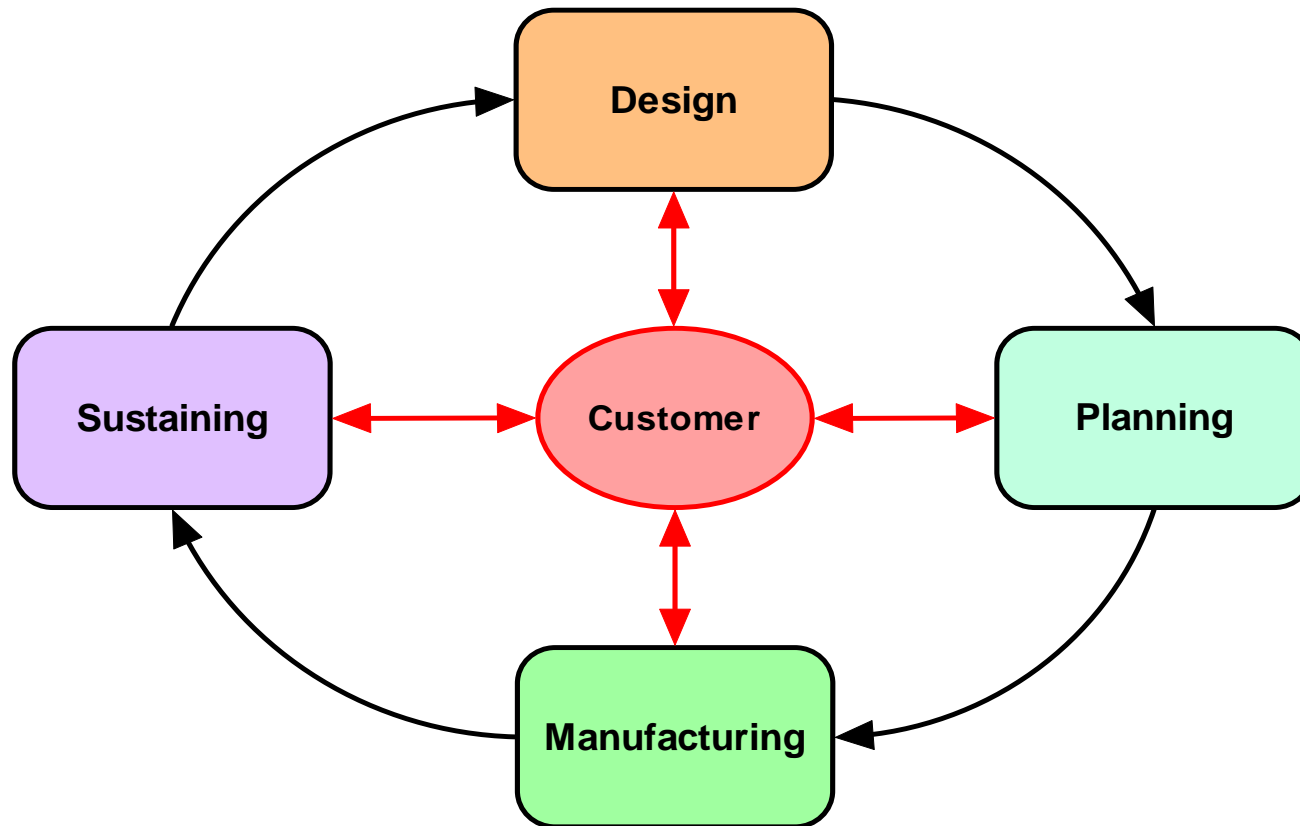 Design
Sustaining
Customer
Planning
Manufacturing